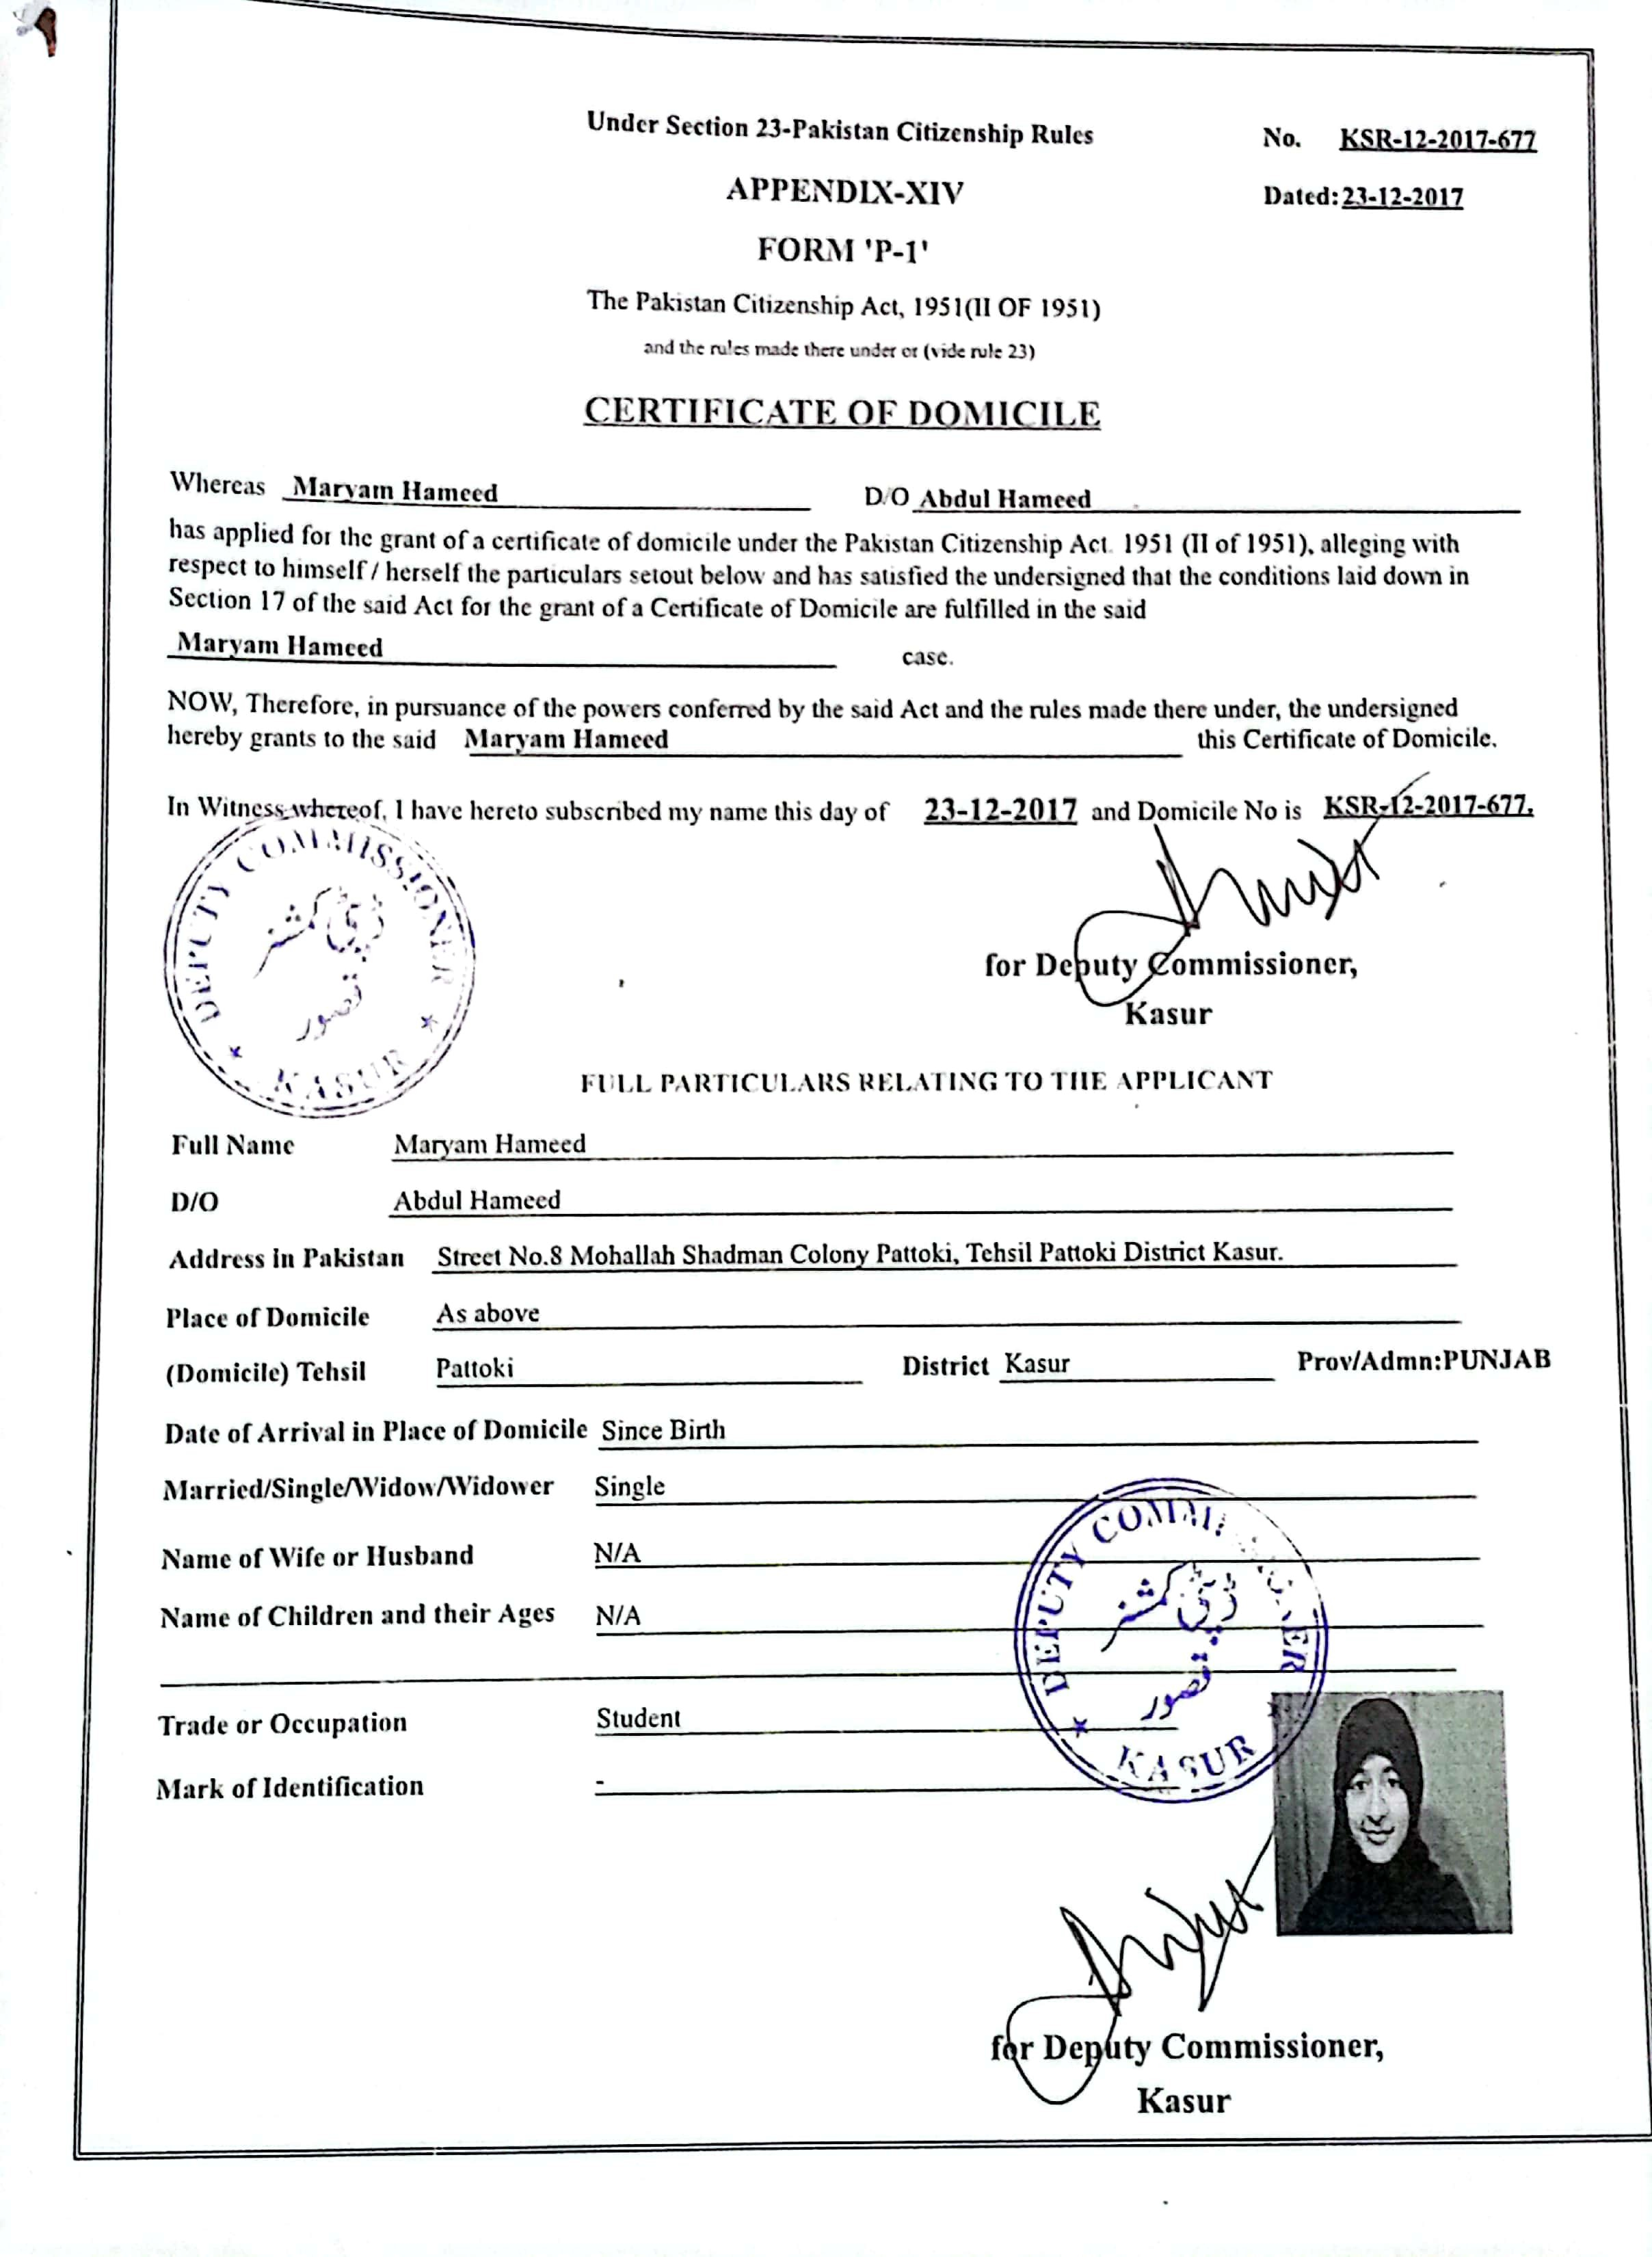 Under Section 23-Pakistan Citizenship Rules
No. KSR-12-2017-677
APPENDIX-XIV
Dated:23-12-2017
FORM 'P-1'
The Pakistan Citizenship Act, 1951(II OF 1951)
and the rules made there under or (vide rule 23)
CERTIFICATE OF DOMICILE
Whereas Maryam Hameed D/O Abdul Hameed
has applied for the grant of a certificate of domicile under the Pakistan Citizenship Act. 1951 (II of 1951), alleging with
respect to himself / herself the particulars setout below and has satisfied the undersigned that the conditions laid down in
Section 17 of the said Act for the grant of a Certificate of Domicile are fulfilled in the said
Maryam Hameed case.
NOW, Therefore, in pursuance of the powers conferred by the said Act and the rules made there under, the undersigned
hereby grants to the said Maryam Hameed this Certificate of Domicile.
In Witness whereof, I have hereto subscribed my name this day of 23-12-2017 and Domicile No is KSR-12-2017-677.
DEPUTY COMMISSIONER
ڈپٹی کمشنر
قصور
KASUR
for Deputy Commissioner,
Kasur
FULL PARTICULARS RELATING TO THE APPLICANT
Full Name Maryam Hameed
D/O Abdul Hameed
Address in Pakistan Street No.8 Mohallah Shadman Colony Pattoki, Tehsil Pattoki District Kasur.
Place of Domicile As above
(Domicile) Tehsil Pattoki District Kasur Prov/Admn:PUNJAB
Date of Arrival in Place of Domicile Since Birth
Married/Single/Widow/Widower Single
Name of Wife or Husband N/A
Name of Children and their Ages N/A
Trade or Occupation Student
Mark of Identification -
DEPUTY COMMISSIONER
ڈپٹی کمشنر
قصور
KASUR
for Deputy Commissioner,
Kasur